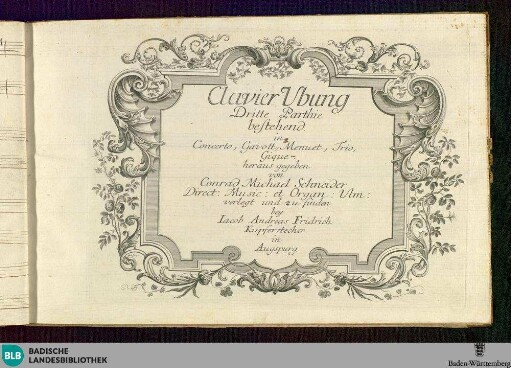 Clavier Ubung
Dritte Parthie
bestehend
in
Concerto, Gavott, Menuet, Trio,
Gique
heraus gegeben
von
Conrad Michael Schneider
Direct: Music: et Organ: Ulm:
verlegt und zu finden
bey
Iacob Andreas Fridrich
Kupferstecher
in
Augspurg
BLB
BADISCHE
LANDESBIBLIOTHEK
Baden-Württemberg